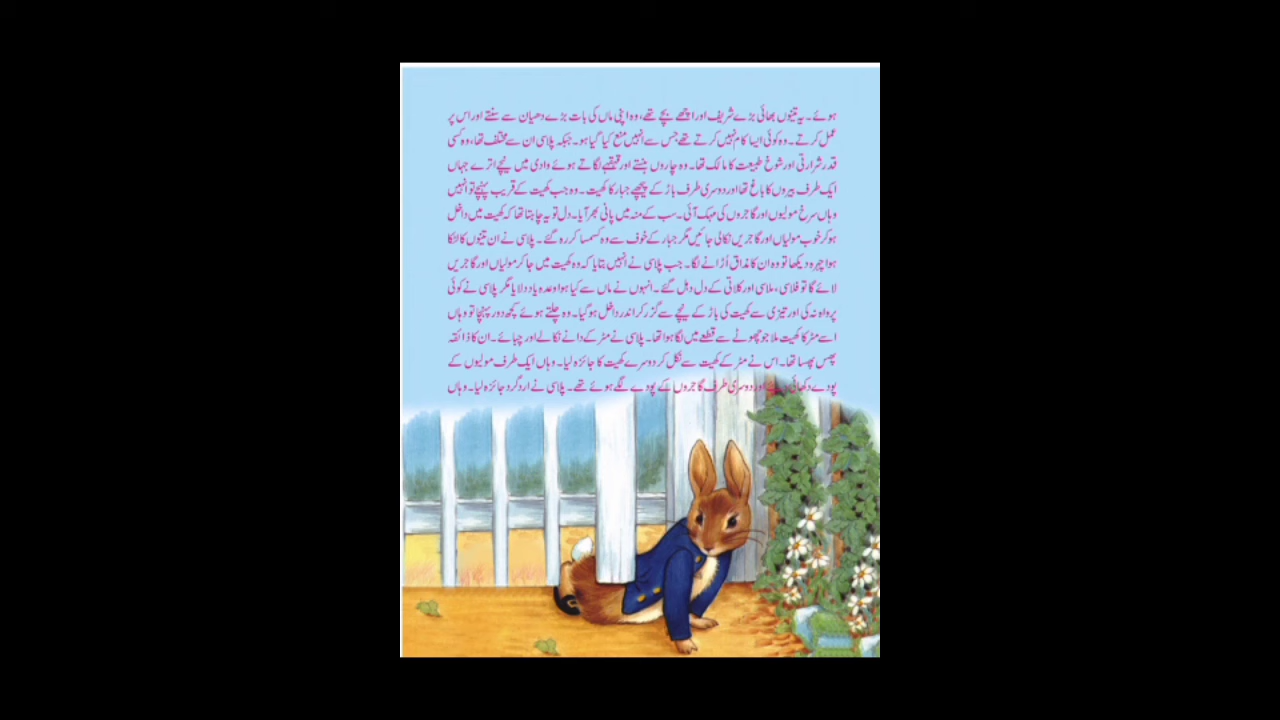 ہوئے۔ یہ تینوں بھائی بڑے شریف اور اچھے بچے تھے، وہ اپنی ماں کی بات بڑے دھیان سے سنتے اور اس پر
عمل کرتے۔ وہ کوئی ایسا کام نہیں کرتے تھے جس سے انہیں منع کیا گیا ہو۔ جبکہ پلاسی ان سے مختلف تھا، وہ کسی
قدر شرارتی اور شوخ طبیعت کا مالک تھا۔ وہ چاروں ہنستے اور قہقہے لگاتے ہوئے وادی میں نیچے اترے جہاں
ایک طرف بیروں کا باغ تھا اور دوسری طرف باڑ کے پیچھے جبار کا کھیت۔ وہ جب کھیت کے قریب پہنچے تو انہیں
وہاں سرخ مولیوں اور گاجروں کی مہک آئی۔ سب کے منہ میں پانی بھر آیا۔ دل تو یہ چاہتا تھا کہ کھیت میں داخل
ہو کر خوب مولیاں اور گاجریں نکالی جائیں مگر جبار کے خوف سے وہ کسمسا کر رہ گئے۔ پلاسی نے ان تینوں کا لٹکا
ہوا چہرہ دیکھا تو وہ ان کا مذاق اُڑانے لگا۔ جب پلاسی نے انہیں بتایا کہ وہ کھیت میں جا کر مولیاں اور گاجریں
لائے گا تو فلاسی، ملاسی اور کلاتی کے دل دہل گئے۔ انہوں نے ماں سے کیا ہوا وعدہ یاد دلایا مگر پلاسی نے کوئی
پرواہ نہ کی اور تیزی سے کھیت کی باڑ کے نیچے سے گزر کر اندر داخل ہو گیا۔ وہ چلتے ہوئے کچھ دور پہنچا تو وہاں
اسے مٹر کا کھیت ملا جو چھوٹے سے قطعے میں لگا ہوا تھا۔ پلاسی نے مٹر کے دانے نکالے اور چبائے۔ ان کا ذائقہ
پھس پھسا تھا۔ اس نے مٹر کے کھیت سے نکل کر دوسرے کھیت کا جائزہ لیا۔ وہاں ایک طرف مولیوں کے
پودے دکھائی دیئے اور دوسری طرف گاجروں کے پودے لگے ہوئے تھے۔ پلاسی نے ارد گرد جائزہ لیا۔ وہاں